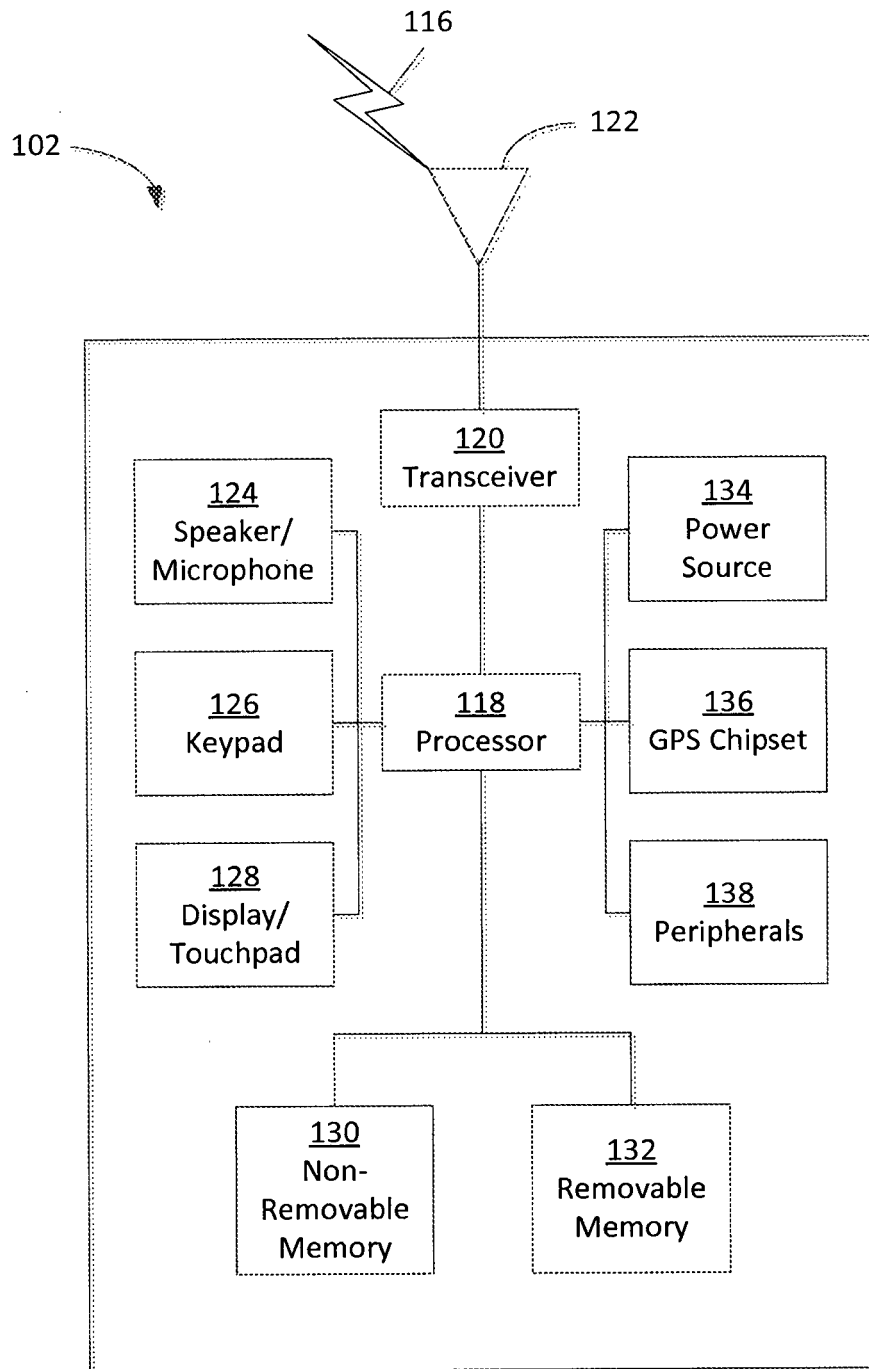 116
122
102
120
Transceiver
124
Speaker/
Microphone
134
Power
Source
126
Keypad
118
Processor
136
GPS Chipset
128
Display/
Touchpad
138
Peripherals
130
Non-
Removable
Memory
132
Removable
Memory